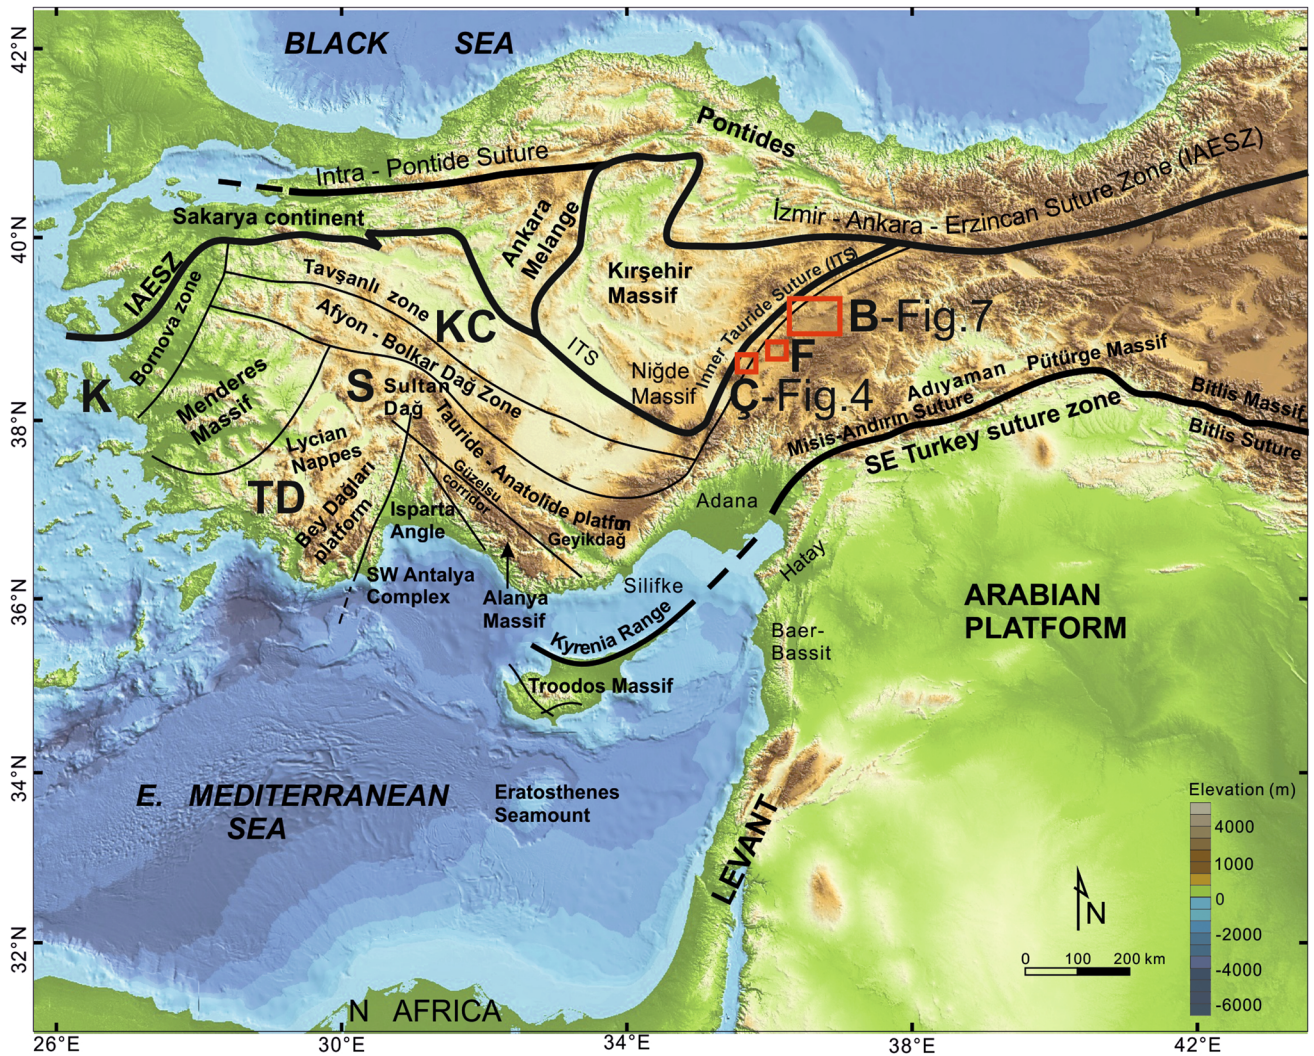 BLACK SEA
42°N
Pontides
Intra - Pontide Suture
İzmir - Ankara - Erzincan Suture Zone (IAESZ)
Sakarya continent
40°N
Ankara
Melange
Kırşehir
Massif
IAESZ
Bornova zone
Tavşanlı zone
KC
Afyon - Bolkar Dağ Zone
ITS
Inner Tauride Suture (ITS)
B-Fig.7
F
Ç-Fig.4
Niğde
Massif
K
Menderes
Massif
S
Sultan
Dağ
38°N
Adıyaman
Pütürge Massif
Bitlis Massif
Bitlis Suture
Misis-Andırın Suture
SE Turkey suture zone
Lycian
Nappes
TD
Bey Dağları
platform
Tauride - Anatolide platfm
Güzelsu
corridor
Isparta
Angle
Geyikdağ
Adana
Hatay
SW Antalya
Complex
Alanya
Massif
Silifke
36°N
Kyrenia Range
Troodos Massif
Baer-
Bassit
ARABIAN
PLATFORM
34°N
E. MEDITERRANEAN
SEA
Eratosthenes
Seamount
LEVANT
Elevation (m)
4000
1000
0
-2000
-4000
-6000
N
0 100 200 km
32°N
N AFRICA
26°E 30°E 34°E 38°E 42°E